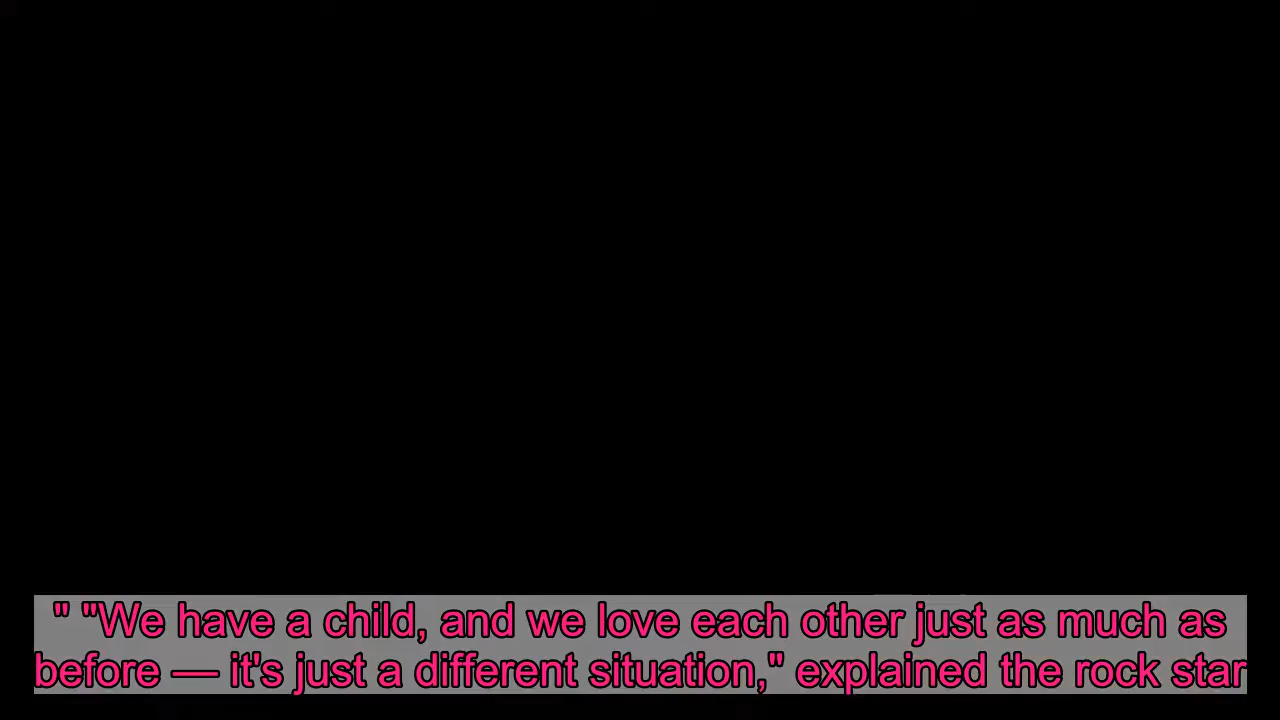 " "We have a child, and we love each other just as much as
before — it's just a different situation," explained the rock star